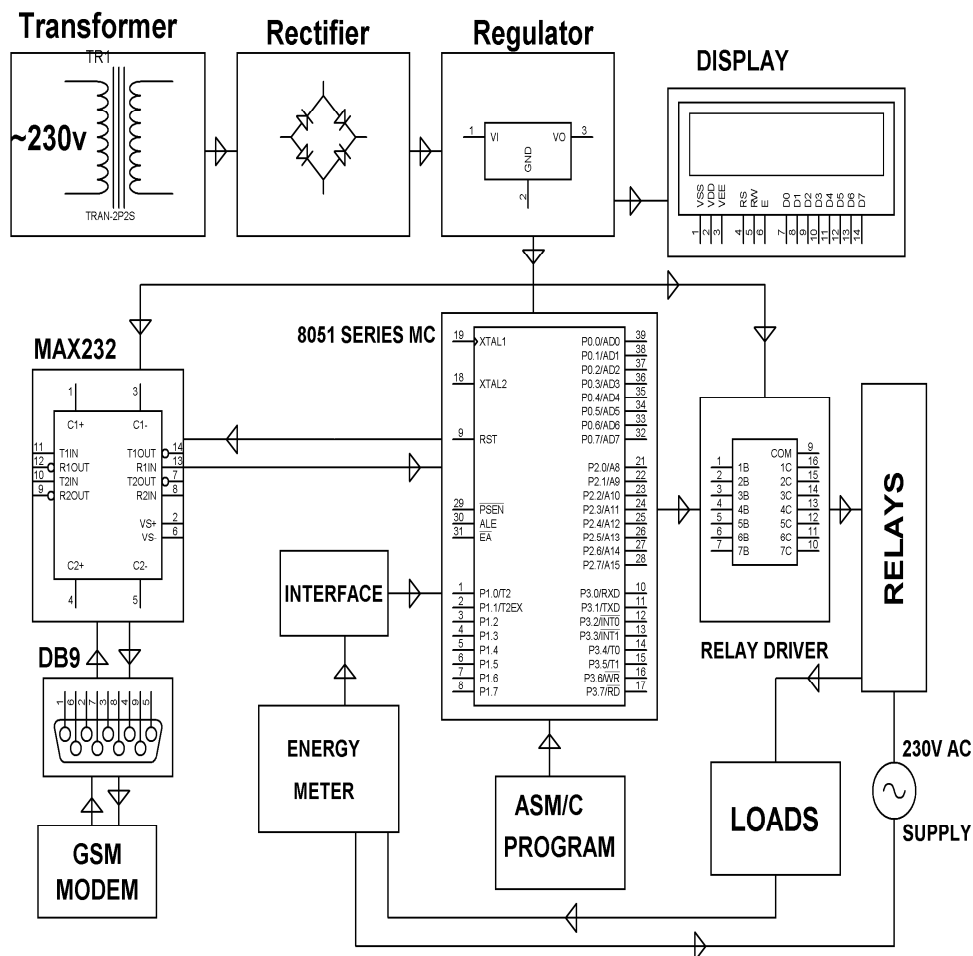 Transformer
Rectifier
Regulator
DISPLAY
TR1
~230v
TRAN-2P2S
1
VI
VO
3
GND
2
VSS
VDD
VEE
RS
RW
E
D0
D1
D2
D3
D4
D5
D6
D7
1
2
3
4
5
6
7
8
9
10
11
12
13
14
8051 SERIES MC
19 XTAL1
18 XTAL2
9 RST
29 PSEN
30 ALE
31 EA
1 P1.0/T2
2 P1.1/T2EX
3 P1.2
4 P1.3
5 P1.4
6 P1.5
7 P1.6
8 P1.7
P0.0/AD0 39
P0.1/AD1 38
P0.2/AD2 37
P0.3/AD3 36
P0.4/AD4 35
P0.5/AD5 34
P0.6/AD6 33
P0.7/AD7 32
P2.0/A8 21
P2.1/A9 22
P2.2/A10 23
P2.3/A11 24
P2.4/A12 25
P2.5/A13 26
P2.6/A14 27
P2.7/A15 28
P3.0/RXD 10
P3.1/TXD 11
P3.2/INT0 12
P3.3/INT1 13
P3.4/T0 14
P3.5/T1 15
P3.6/WR 16
P3.7/RD 17
MAX232
1
3
C1+
C1-
11 T1IN
12 R1OUT
10 T2IN
9 R2OUT
T1OUT 14
R1IN 13
T2OUT 7
R2IN 8
VS+ 2
VS- 6
C2+
C2-
4
5
DB9
1
6
2
7
3
8
4
9
5
GSM
MODEM
INTERFACE
ENERGY
METER
ASM/C
PROGRAM
COM 9
1 1B 1C 16
2 2B 2C 15
3 3B 3C 14
4 4B 4C 13
5 5B 5C 12
6 6B 6C 11
7 7B 7C 10
RELAY DRIVER
RELAYS
LOADS
230V AC
SUPPLY